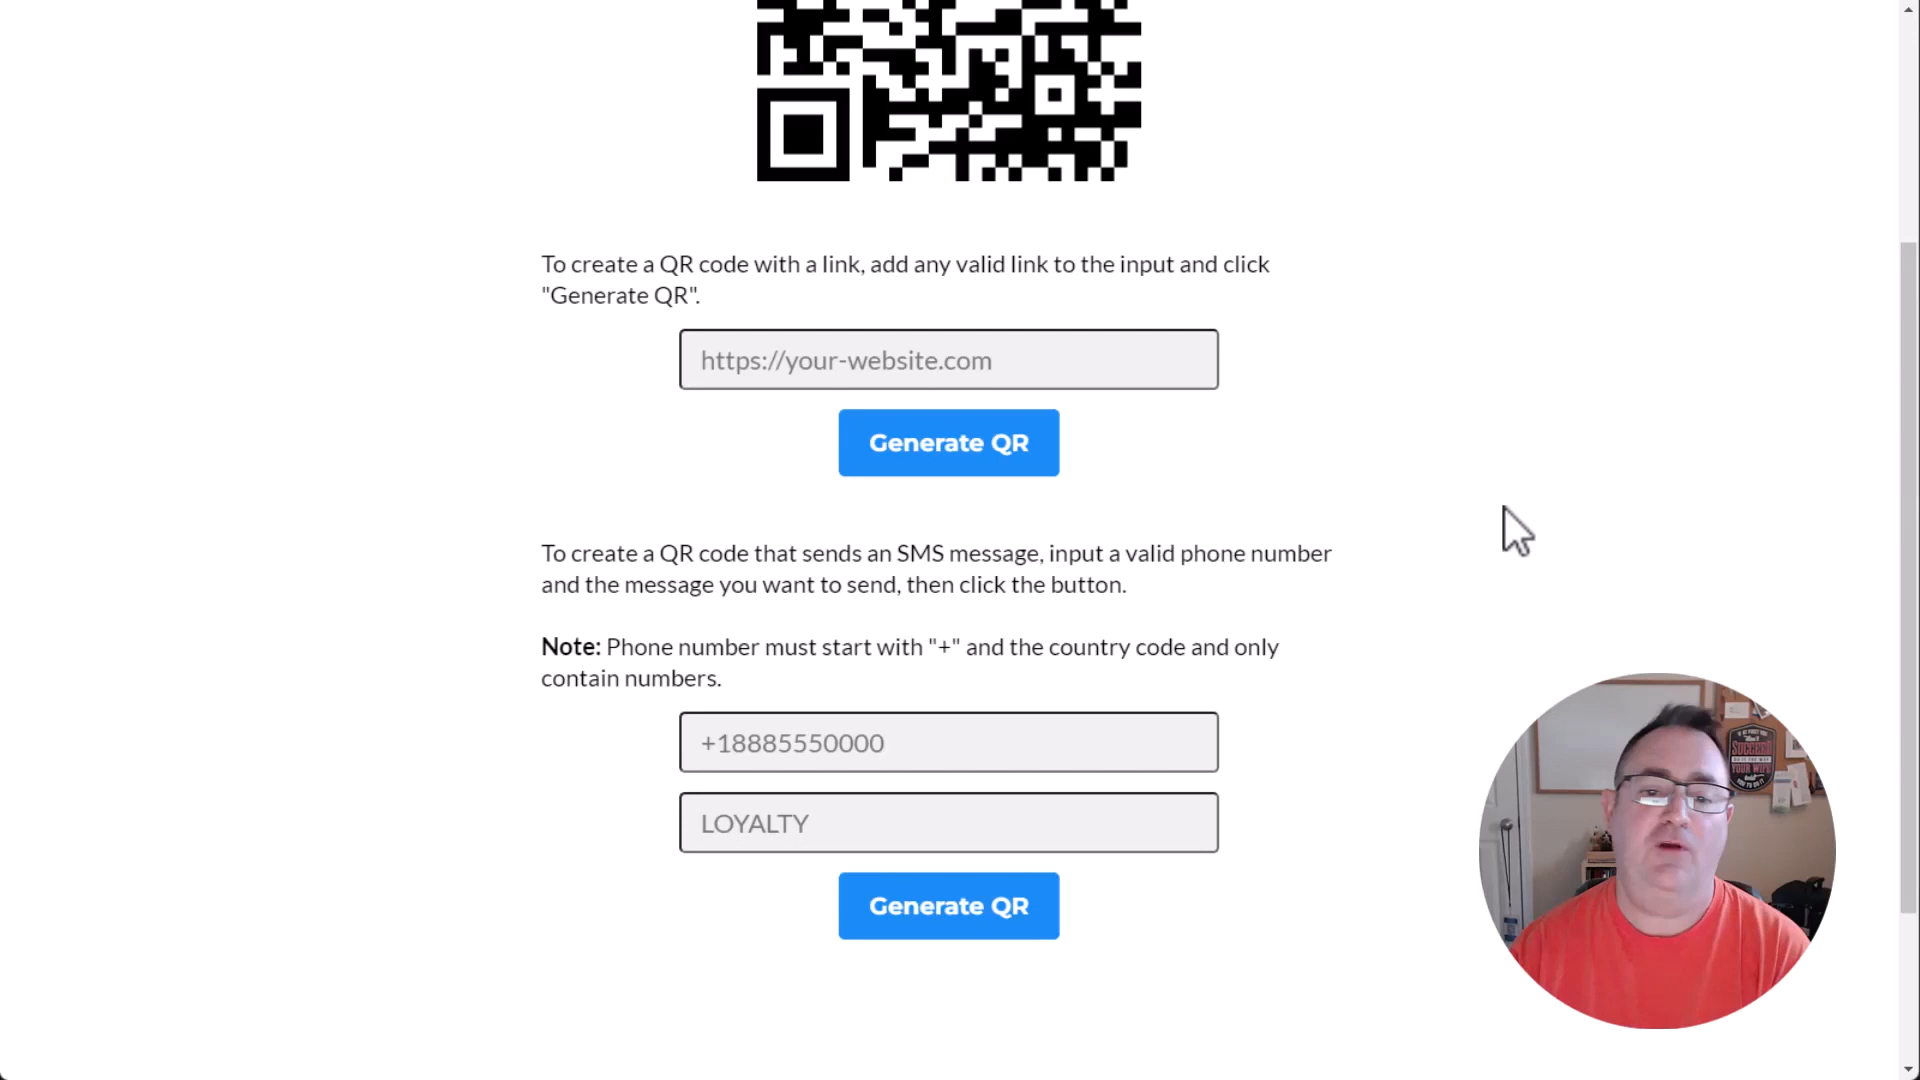 To create a QR code with a link, add any valid link to the input and click
"Generate QR".
https://your-website.com
Generate QR
To create a QR code that sends an SMS message, input a valid phone number
and the message you want to send, then click the button.
Note: Phone number must start with "+" and the country code and only
contain numbers.
+18885550000
LOYALTY
Generate QR
SUCCEED
YOUR WIFE